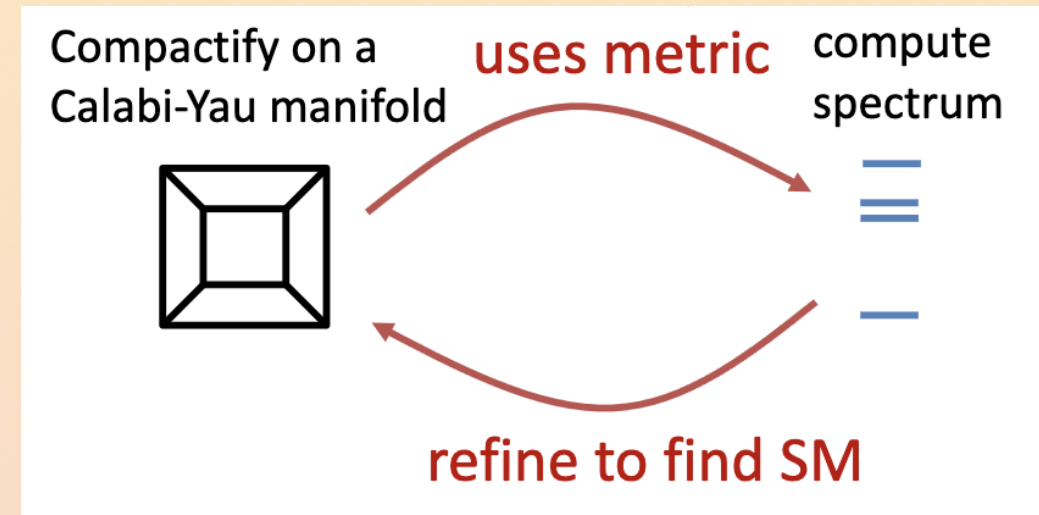 Compactify on a
Calabi-Yau manifold
uses metric
compute
spectrum
refine to find SM